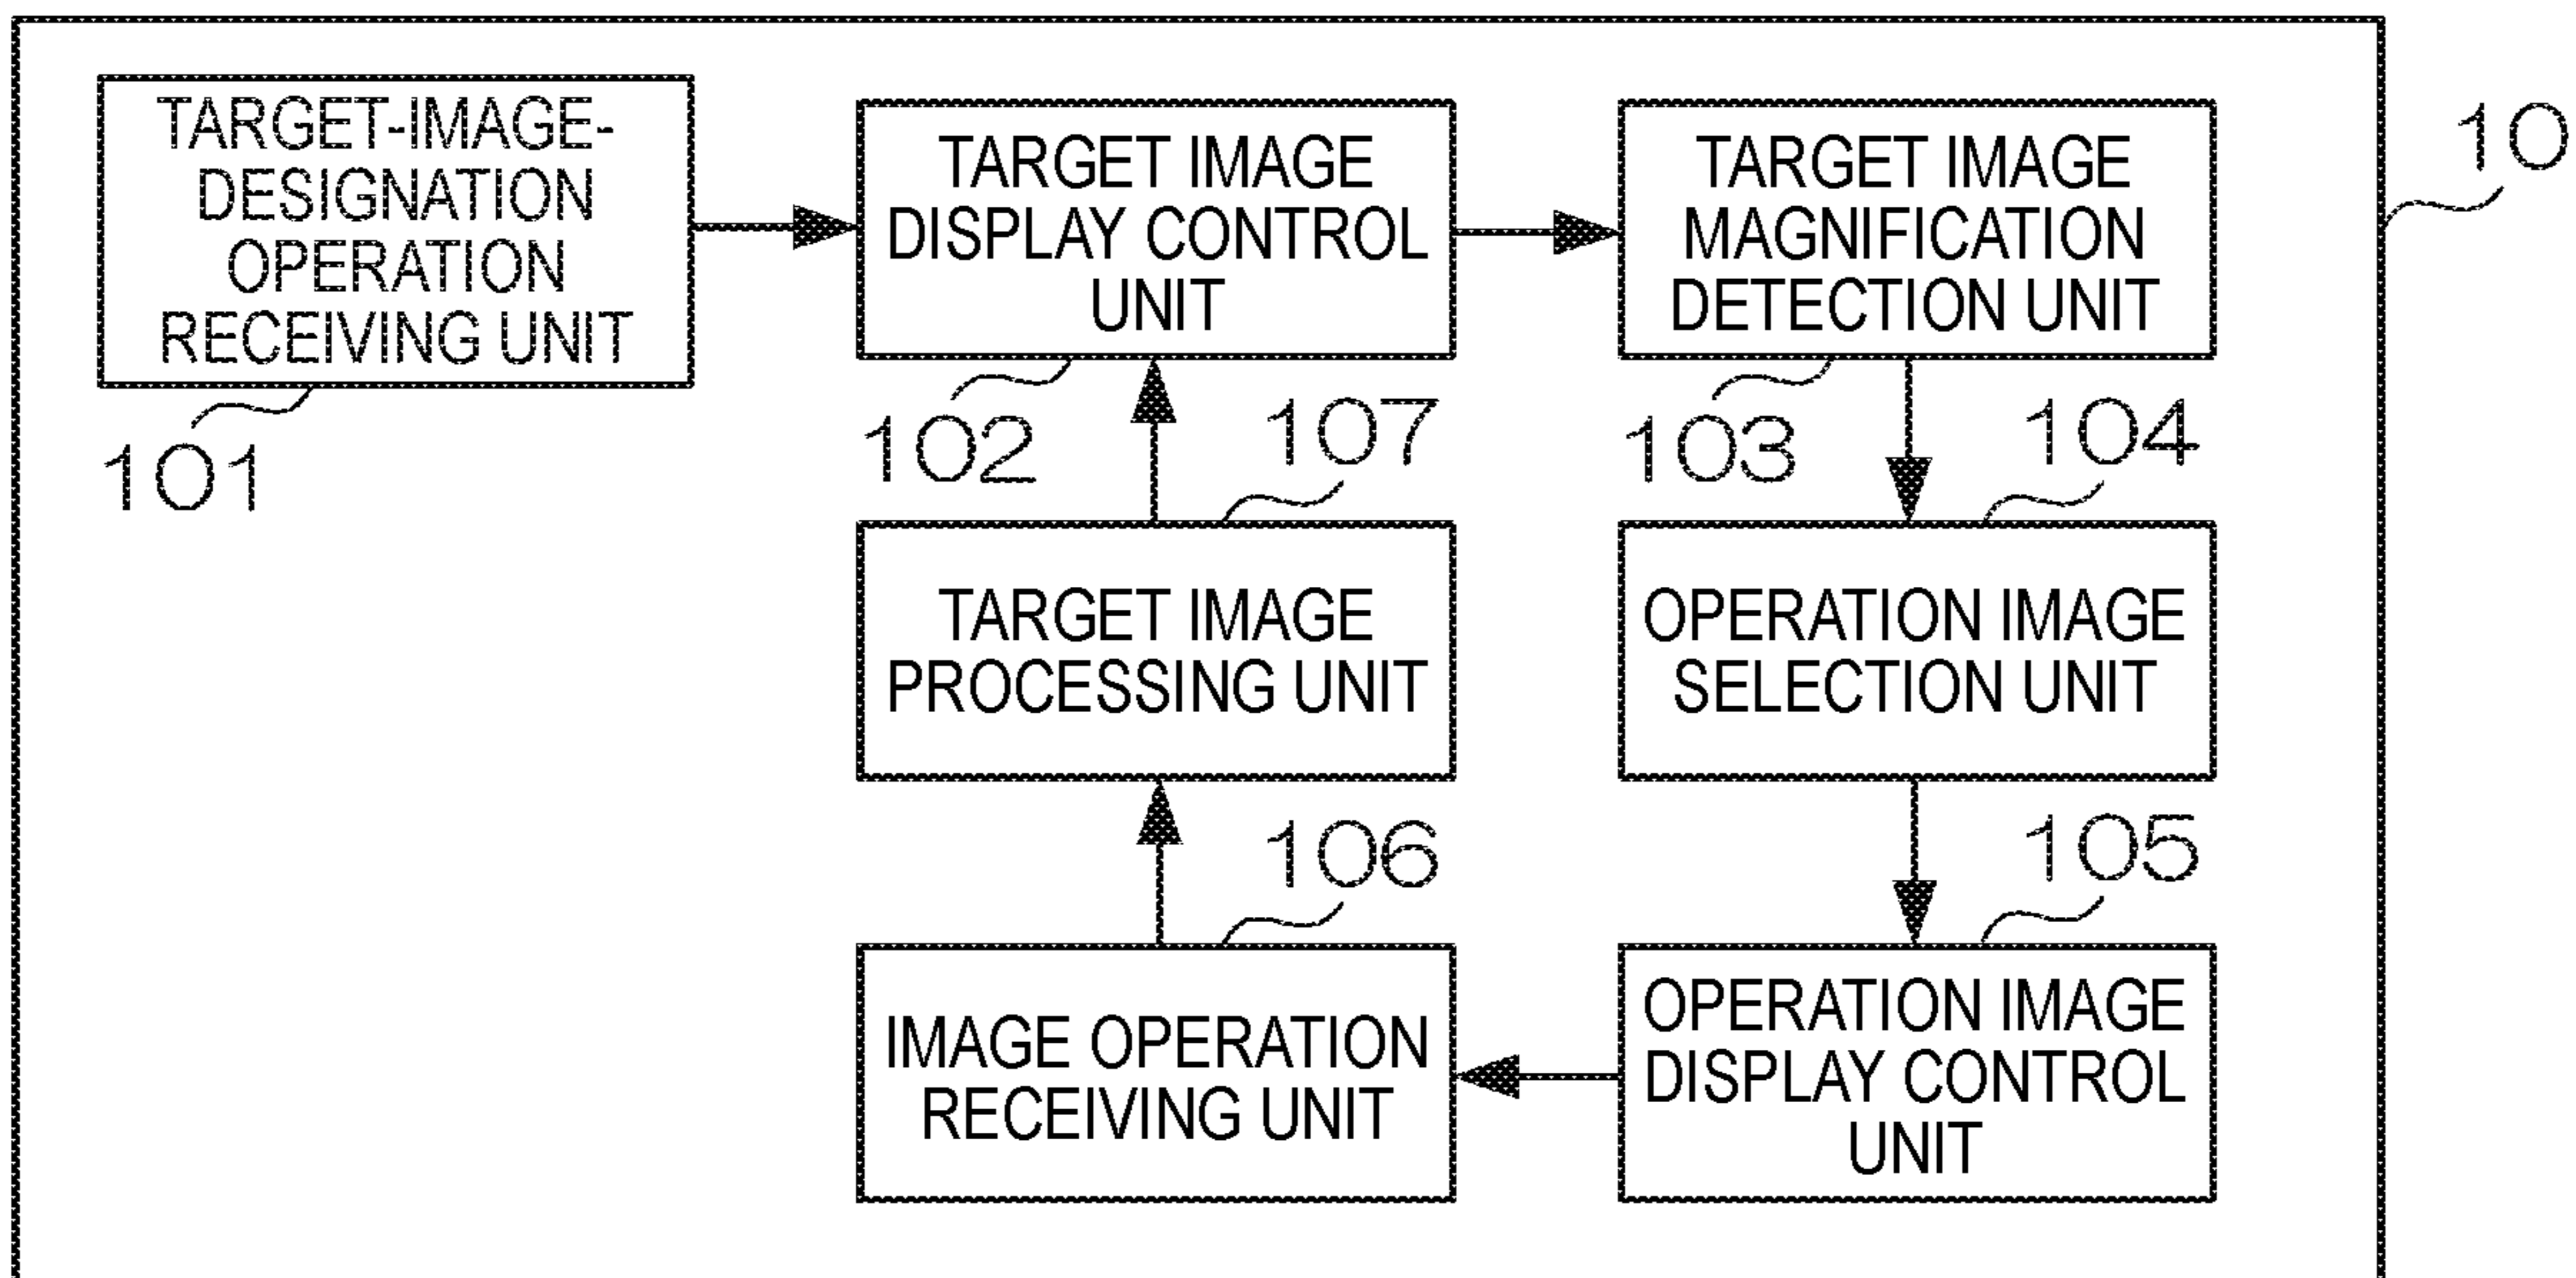 TARGET-IMAGE-
DESIGNATION
OPERATION
RECEIVING UNIT
101
TARGET IMAGE
DISPLAY CONTROL
UNIT
102
TARGET IMAGE
MAGNIFICATION
DETECTION UNIT
103
10
107
TARGET IMAGE
PROCESSING UNIT
104
OPERATION IMAGE
SELECTION UNIT
106
IMAGE OPERATION
RECEIVING UNIT
105
OPERATION IMAGE
DISPLAY CONTROL
UNIT